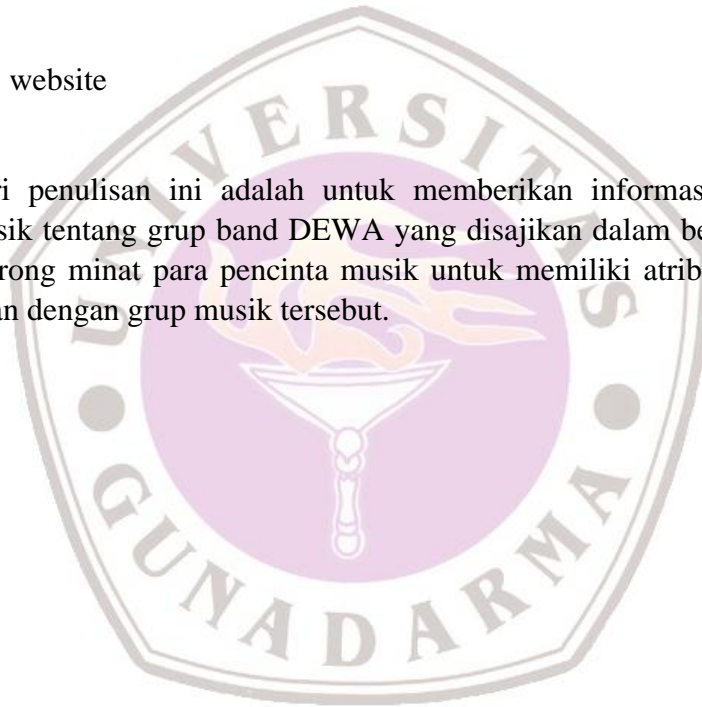 website
ri penulisan ini adalah untuk memberikan informas
sik tentang grup band DEWA yang disajikan dalam be
rong minat para pencinta musik untuk memiliki atrib
an dengan grup musik tersebut.
UNIVERSITAS
GUNADARMA